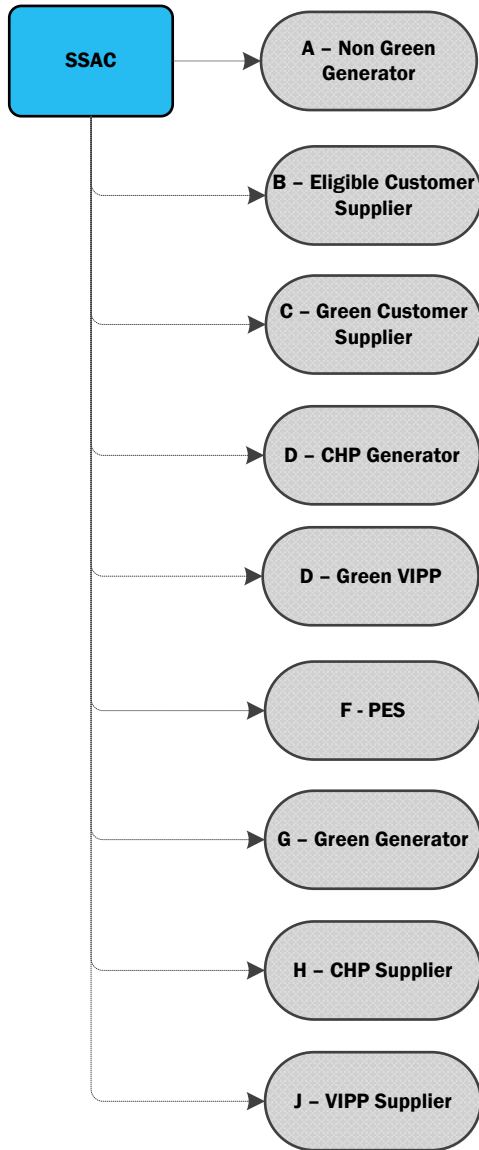 SSAC
A – Non Green
Generator
B – Eligible Customer
Supplier
C – Green Customer
Supplier
D – CHP Generator
D – Green VIPP
F - PES
G – Green Generator
H – CHP Supplier
J – VIPP Supplier